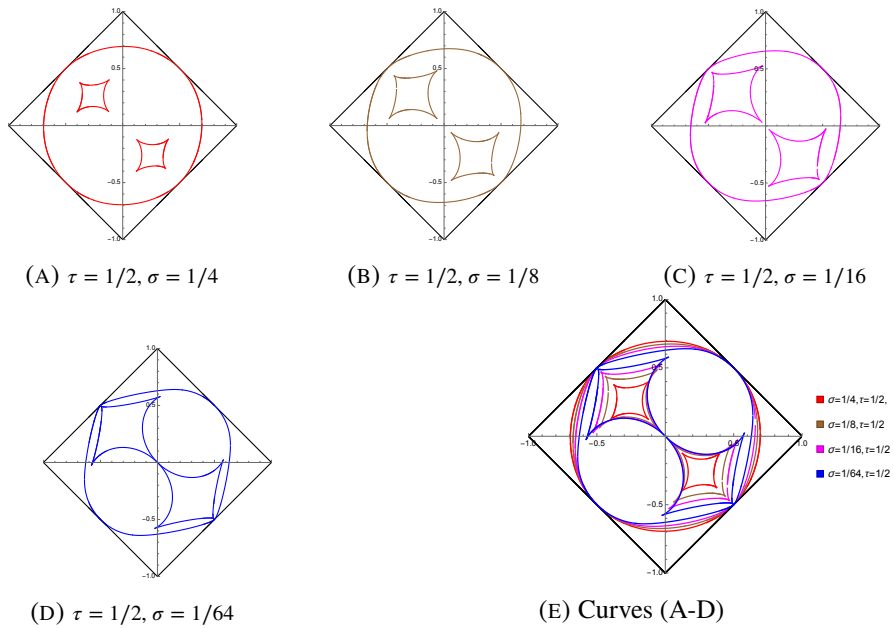 1.0
0.5
-0.5
-1.0
1.0
0.5
-0.5
-1.0
1.0
0.5
-0.5
-1.0
(A) τ = 1/2, σ = 1/4
(B) τ = 1/2, σ = 1/8
(C) τ = 1/2, σ = 1/16
1.0
0.5
-0.5
-1.0
(D) τ = 1/2, σ = 1/64
1.0
0.5
-1.0 -0.5 0.5 1.0
-0.5
-1.0
σ=1/4, τ=1/2,
σ=1/8, τ=1/2
σ=1/16, τ=1/2
σ=1/64, τ=1/2
(E) Curves (A-D)